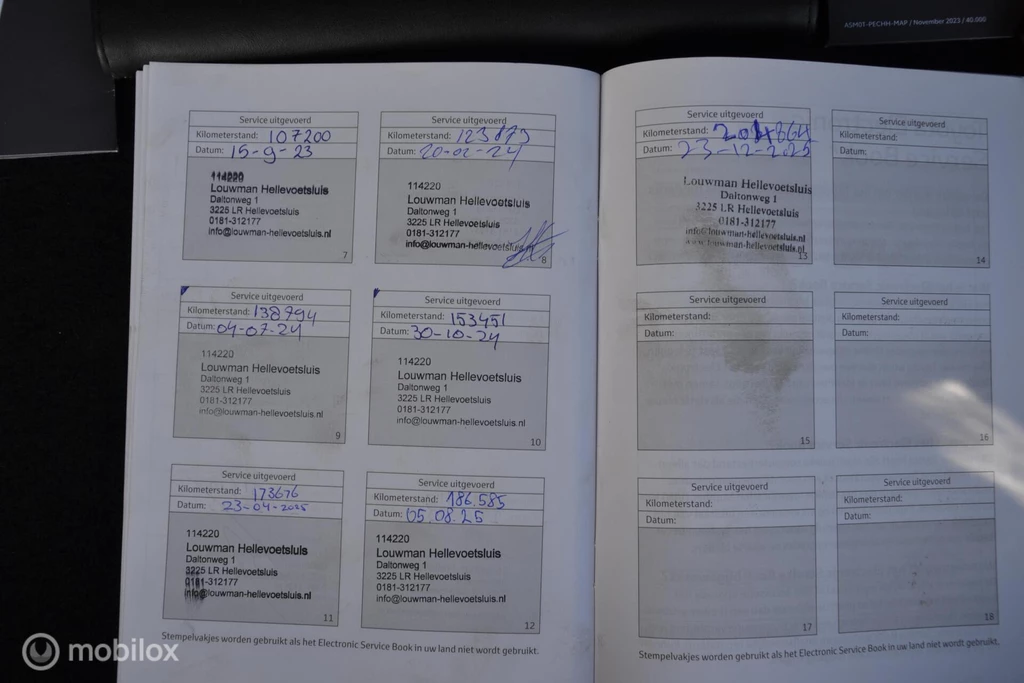 ASM01-PECHH-MAP / November 2023 / 40.000
Service uitgevoerd
Kilometerstand: 107200
Datum: 15-9-23
114220
Louwman Hellevoetsluis
Daltonweg 1
3225 LR Hellevoetsluis
0181-312177
info@louwman-hellevoetsluis.nl
7
Service uitgevoerd
Kilometerstand: 123873
Datum: 20-02-24
114220
Louwman Hellevoetsluis
Daltonweg 1
3225 LR Hellevoetsluis
0181-312177
info@louwman-hellevoetsluis.nl
8
Service uitgevoerd
Kilometerstand: 138794
Datum: 04-07-24
114220
Louwman Hellevoetsluis
Daltonweg 1
3225 LR Hellevoetsluis
0181-312177
info@louwman-hellevoetsluis.nl
9
Service uitgevoerd
Kilometerstand: 153451
Datum: 30-10-24
114220
Louwman Hellevoetsluis
Daltonweg 1
3225 LR Hellevoetsluis
0181-312177
info@louwman-hellevoetsluis.nl
10
Service uitgevoerd
Kilometerstand: 173676
Datum: 23-04-2025
114220
Louwman Hellevoetsluis
Daltonweg 1
3225 LR Hellevoetsluis
0181-312177
info@louwman-hellevoetsluis.nl
11
Service uitgevoerd
Kilometerstand: 186.585
Datum: 05.08.25
114220
Louwman Hellevoetsluis
Daltonweg 1
3225 LR Hellevoetsluis
0181-312177
info@louwman-hellevoetsluis.nl
12
Stempelvakjes worden gebruikt als het Electronic Service Book in uw land niet wordt gebruikt.
Service uitgevoerd
Kilometerstand: 204864
Datum: 23-12-2025
Louwman Hellevoetsluis
Daltonweg 1
3225 LR Hellevoetsluis
0181-312177
info@louwman-hellevoetsluis.nl
www.louwman-hellevoetsluis.nl
13
Service uitgevoerd
Kilometerstand:
Datum:
14
Service uitgevoerd
Kilometerstand:
Datum:
15
Service uitgevoerd
Kilometerstand:
Datum:
16
Service uitgevoerd
Kilometerstand:
Datum:
17
Service uitgevoerd
Kilometerstand:
Datum:
18
Stempelvakjes worden gebruikt als het Electronic Service Book in uw land niet wordt gebruikt.
mobilox